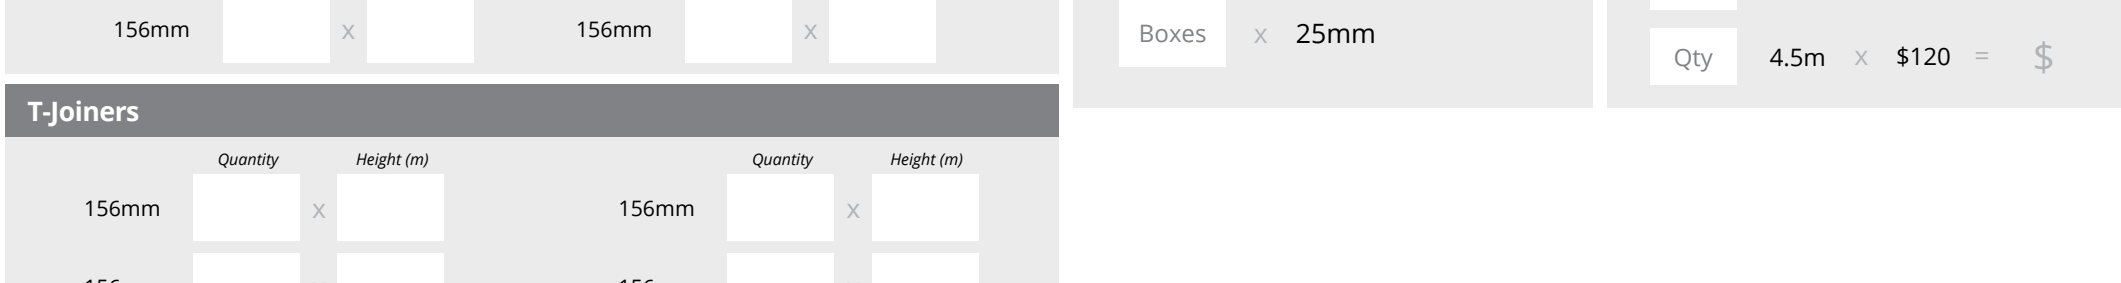 156mm x 156mm x
T-Joiners
Quantity Height (m) Quantity Height (m)
156mm x 156mm x
Boxes x 25mm
Qty 4.5m x $120 = $